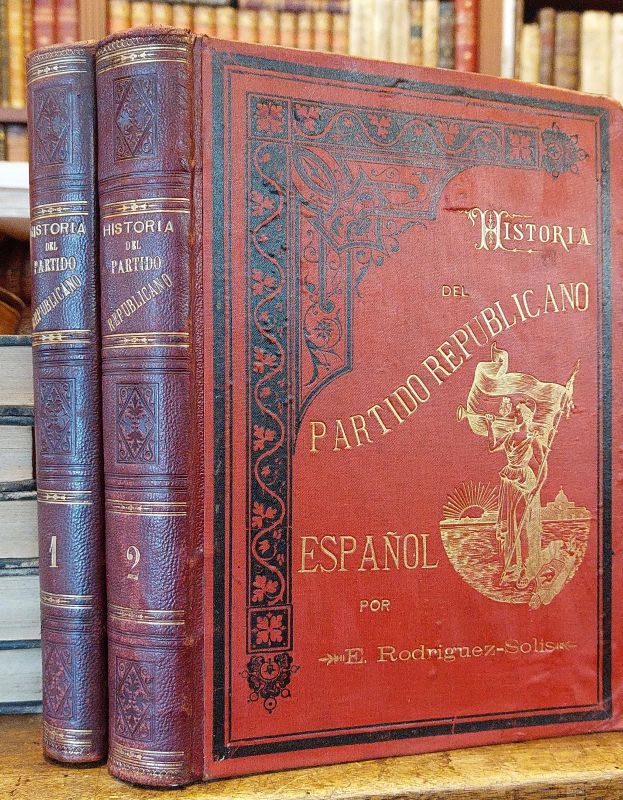 HISTORIA
DEL
PARTIDO
REPUBLICANO
1
HISTORIA
DEL
PARTIDO
REPUBLICANO
2
HISTORIA
DEL
PARTIDO REPUBLICANO
ESPAÑOL
POR
E. Rodriguez-Solis